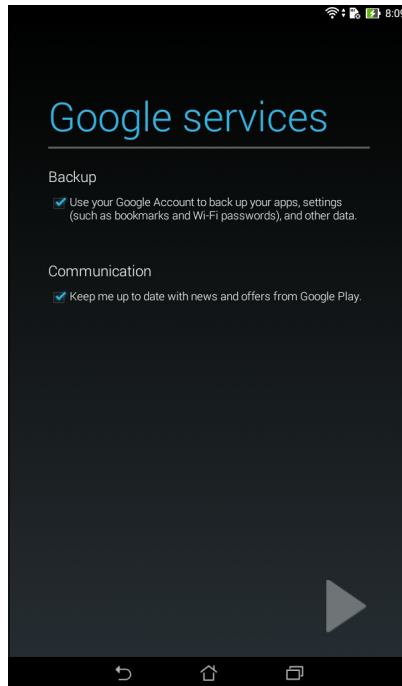 8:09
Google services
Backup
Use your Google Account to back up your apps, settings
(such as bookmarks and Wi-Fi passwords), and other data.
Communication
Keep me up to date with news and offers from Google Play.